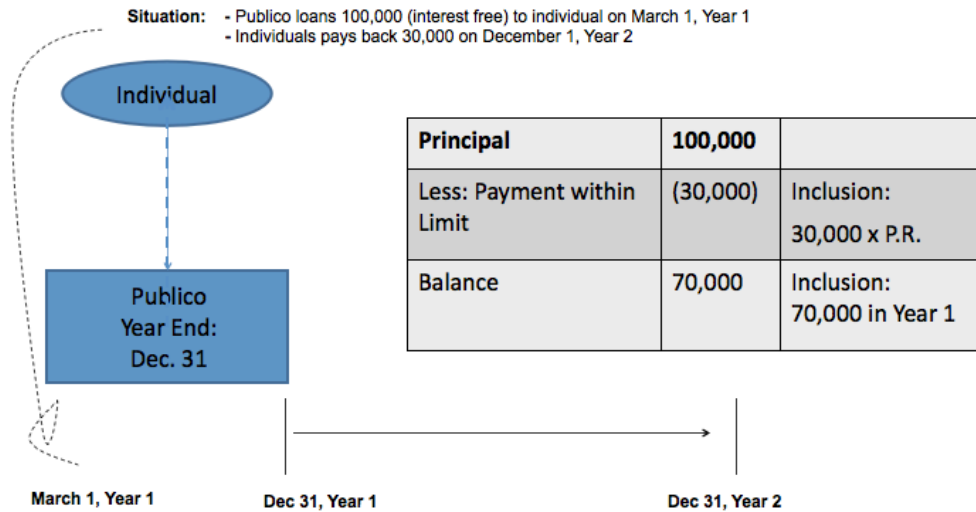 Situation: - Publico loans 100,000 (interest free) to individual on March 1, Year 1
- Individuals pays back 30,000 on December 1, Year 2
Individual
Principal 100,000
Less: Payment within (30,000) Inclusion:
Limit 30,000 x P.R.
Balance 70,000 Inclusion:
70,000 in Year 1
Publico
Year End:
Dec. 31
March 1, Year 1 Dec 31, Year 1 Dec 31, Year 2